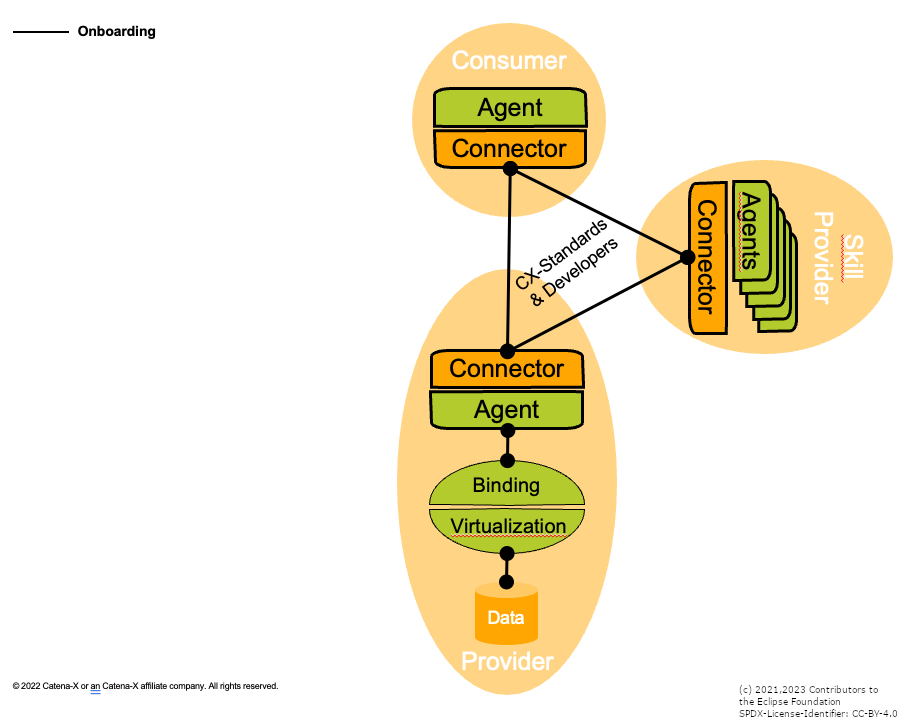 Onboarding
Consumer
Agent
Connector
Connector
Agents
Skill
Provider
CX-Standards
& Developers
Connector
Agent
Binding
Virtualization
Data
Provider
© 2022 Catena-X or an Catena-X affiliate company. All rights reserved.
(c) 2021,2023 Contributors to
the Eclipse Foundation
SPDX-License-Identifier: CC-BY-4.0